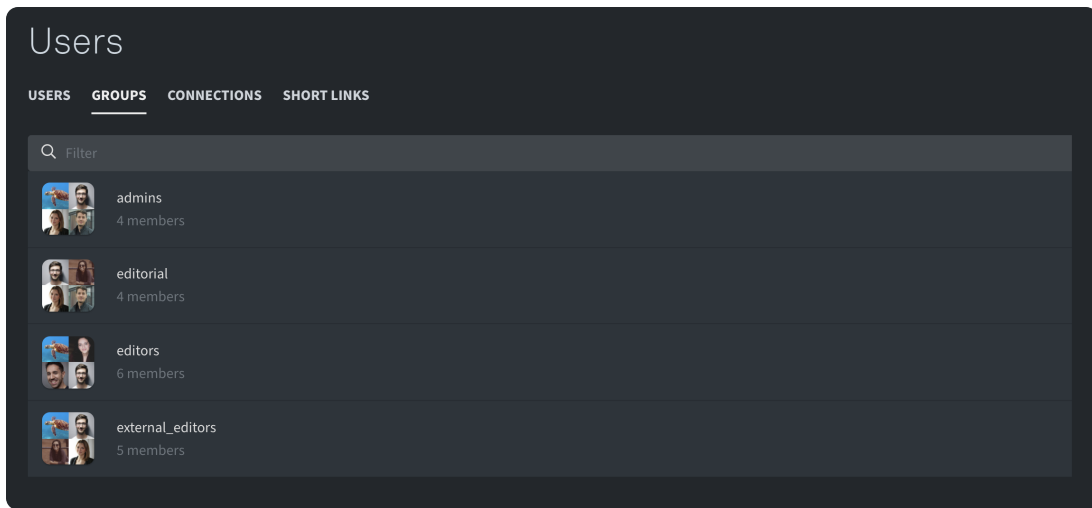 Users
USERS GROUPS CONNECTIONS SHORT LINKS
Filter
admins
4 members
editorial
4 members
editors
6 members
external_editors
5 members